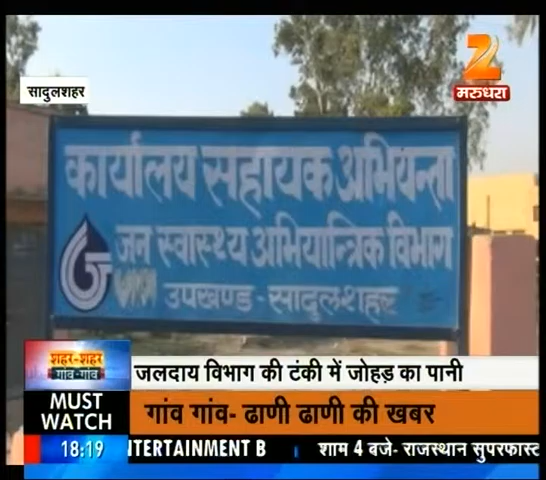 सादुलशहर
मरुधरा
कार्यालय सहायक अभियन्ता
जन स्वास्थ्य अभियान्त्रिक विभाग
उपखण्ड - सादुलशहर
शहर-शहर
गांव-गांव
जलदाय विभाग की टंकी में जोहड़ का पानी
MUST
WATCH
गांव गांव- ढाणी ढाणी की खबर
18:19
NTERTAINMENT B । शाम 4 बजे- राजस्थान सुपरफास्ट